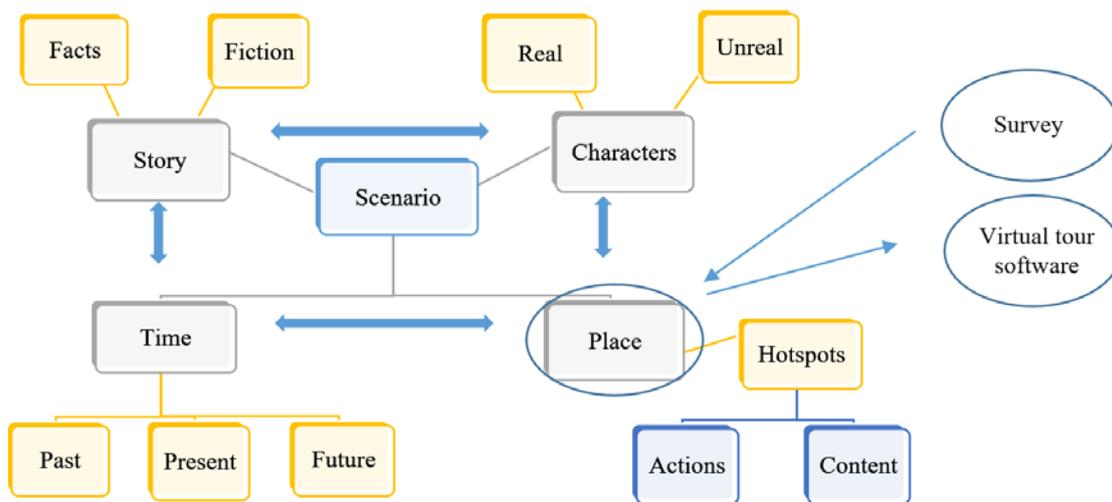 Facts
Fiction
Real
Unreal
Story
Characters
Scenario
Survey
Virtual tour
software
Time
Place
Hotspots
Past
Present
Future
Actions
Content